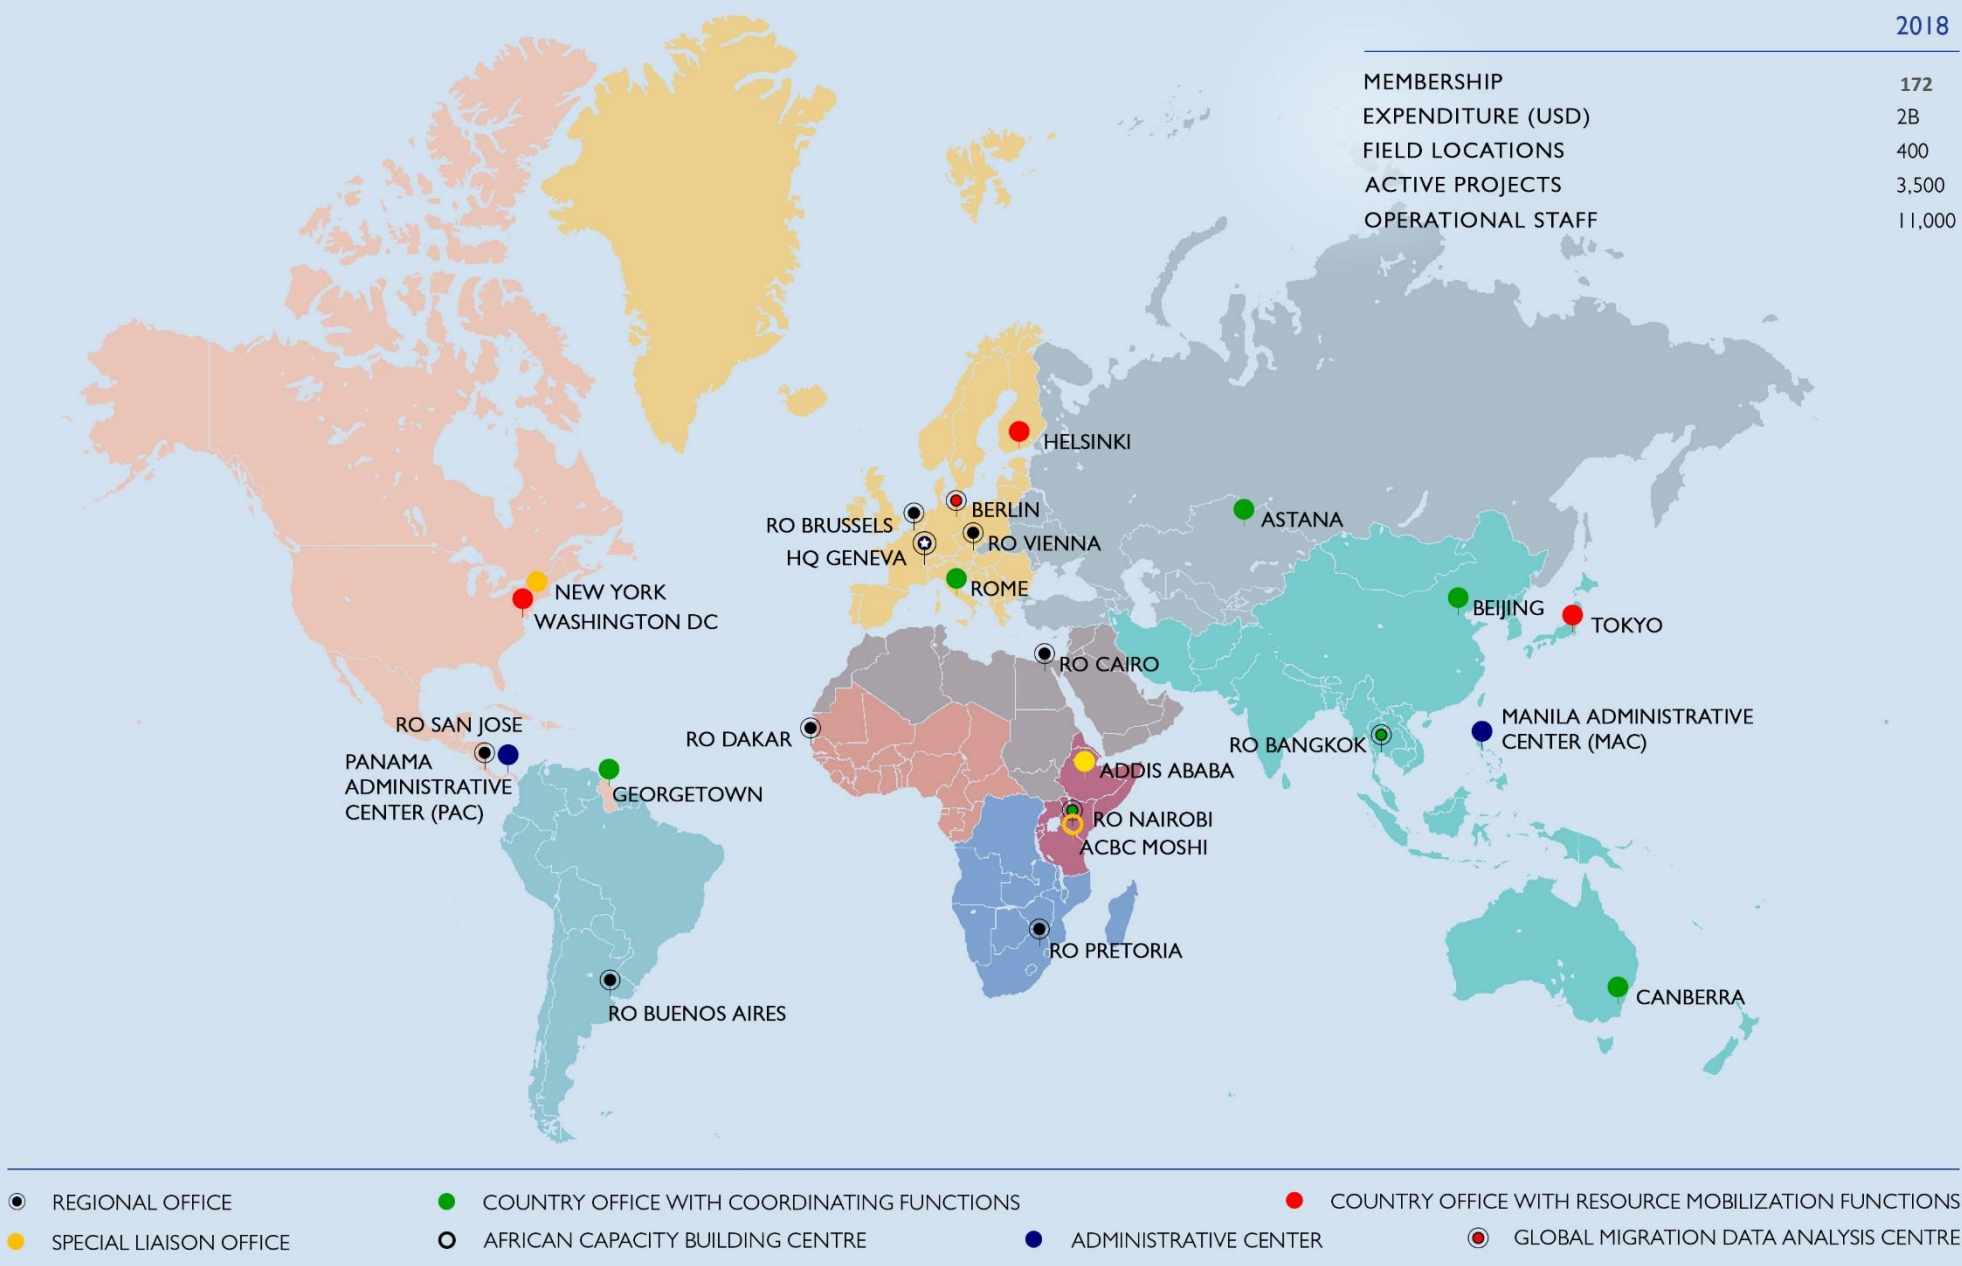 2018
MEMBERSHIP 172
EXPENDITURE (USD) 2B
FIELD LOCATIONS 400
ACTIVE PROJECTS 3,500
OPERATIONAL STAFF 11,000
HELSINKI
BERLIN
RO BRUSSELS
ASTANA
RO VIENNA
HQ GENEVA
ROME
NEW YORK
WASHINGTON DC
BEIJING
TOKYO
RO CAIRO
RO SAN JOSE
RO DAKAR
MANILA ADMINISTRATIVE
CENTER (MAC)
RO BANGKOK
PANAMA
ADMINISTRATIVE
CENTER (PAC)
ADDIS ABABA
GEORGETOWN
RO NAIROBI
ACBC MOSHI
RO PRETORIA
CANBERRA
RO BUENOS AIRES
REGIONAL OFFICE
COUNTRY OFFICE WITH COORDINATING FUNCTIONS
COUNTRY OFFICE WITH RESOURCE MOBILIZATION FUNCTIONS
SPECIAL LIAISON OFFICE
AFRICAN CAPACITY BUILDING CENTRE
ADMINISTRATIVE CENTER
GLOBAL MIGRATION DATA ANALYSIS CENTRE